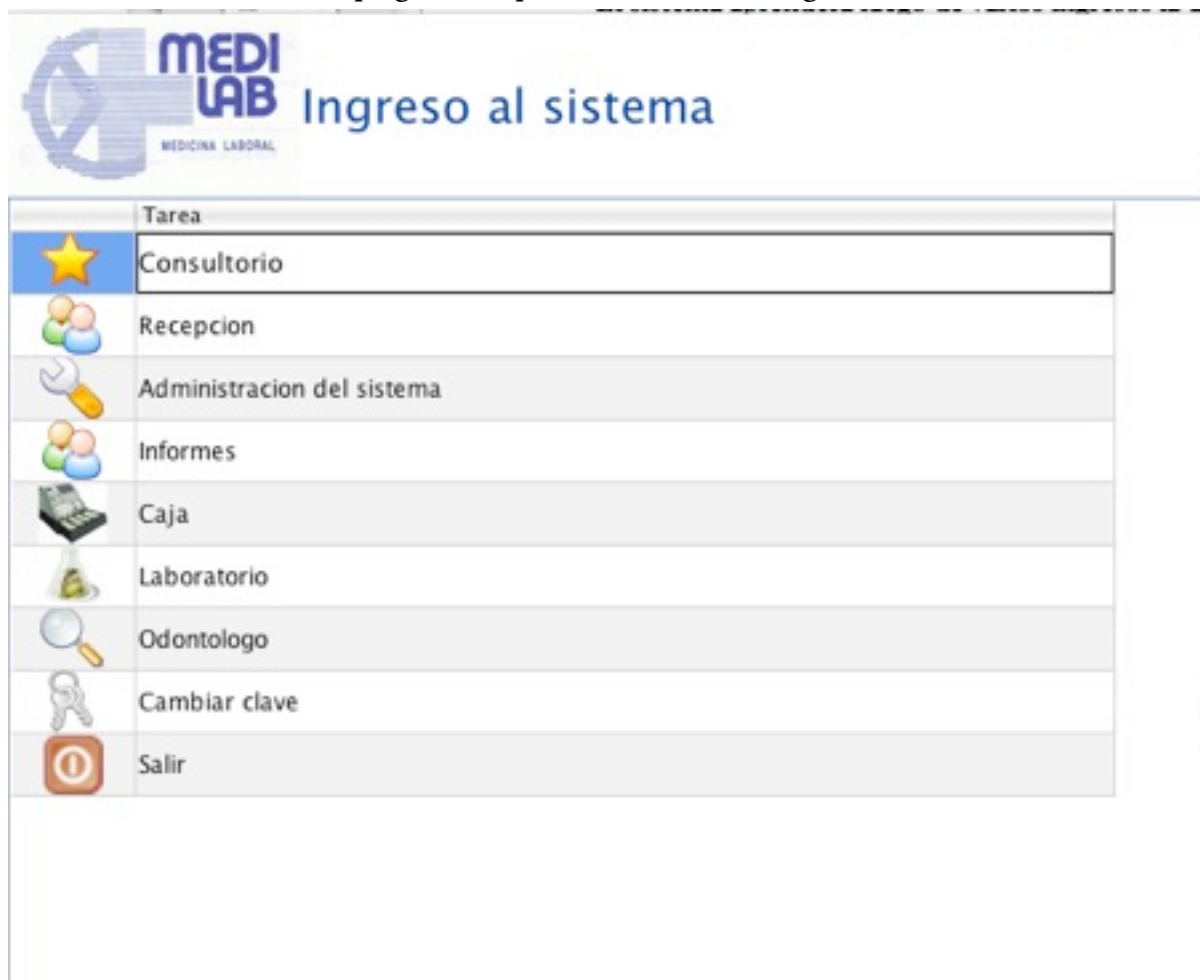 MEDI
LAB
MEDICINA LABORAL
Ingreso al sistema
Tarea
Consultorio
Recepcion
Administracion del sistema
Informes
Caja
Laboratorio
Odontologo
Cambiar clave
Salir